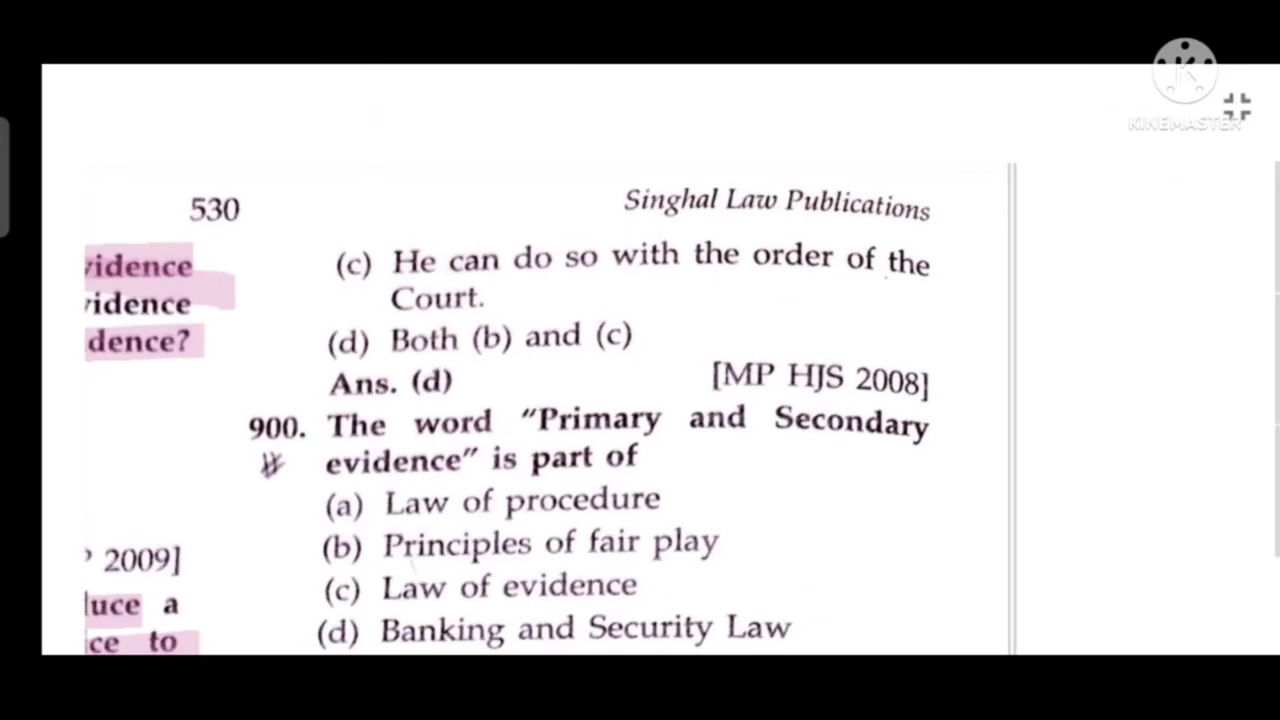 KINEMASTER
530
Singhal Law Publications
vidence
vidence
dence?
2009]
luce a
ce to
(c) He can do so with the order of the
Court.
(d) Both (b) and (c)
Ans. (d) [MP HJS 2008]
900. The word "Primary and Secondary
evidence" is part of
(a) Law of procedure
(b) Principles of fair play
(c) Law of evidence
(d) Banking and Security Law